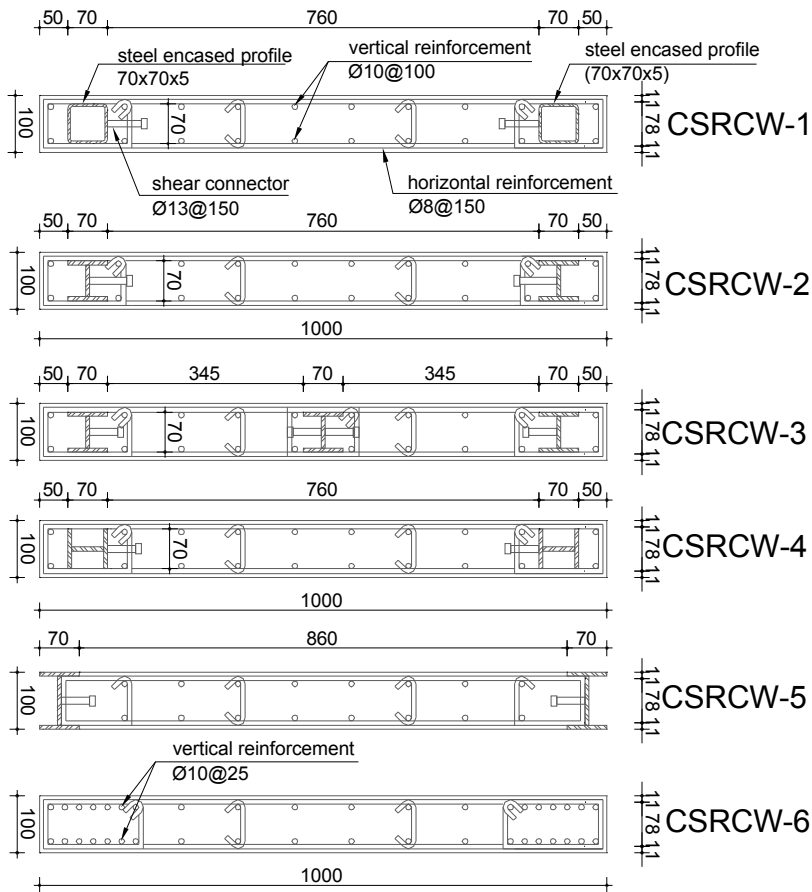 50 70 760 70 50
steel encased profile
70x70x5
vertical reinforcement
Ø10@100
steel encased profile
(70x70x5)
100
70
11
78
11
CSRCW-1
shear connector
Ø13@150
horizontal reinforcement
Ø8@150
50 70 760 70 50
100
70
11
78
11
CSRCW-2
1000
50 70 345 70 345 70 50
100
70
11
78
11
CSRCW-3
50 70 760 70 50
100
70
11
78
11
CSRCW-4
1000
70 860 70
100
11
78
11
CSRCW-5
vertical reinforcement
Ø10@25
100
11
78
11
CSRCW-6
1000